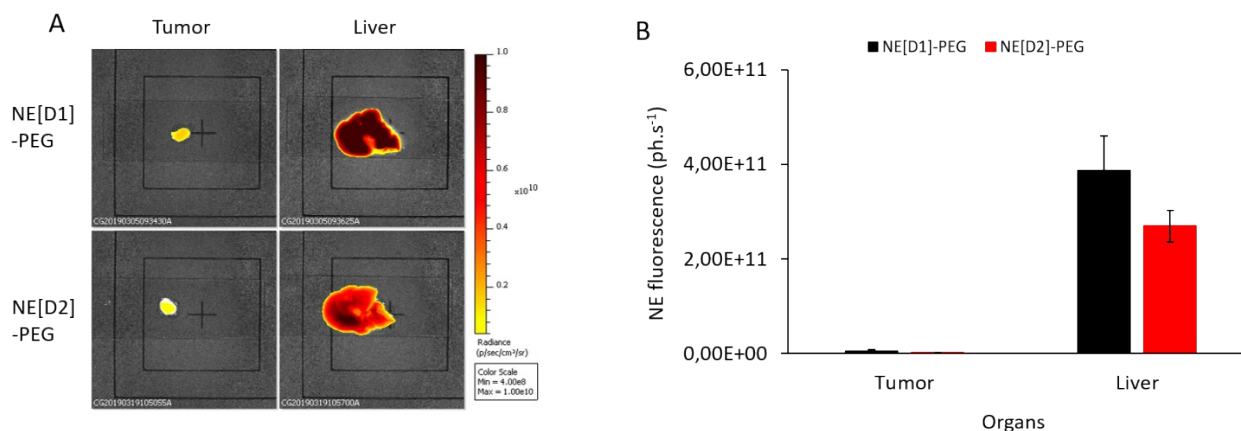 A
Tumor
Liver
NE[D1]
-PEG
CG20190305093430A
CG20190305093625A
NE[D2]
-PEG
CG20190319105055A
CG20190319105700A
1.0
0.8
0.6
x10¹⁰
0.4
0.2
Radiance
(p/sec/cm²/sr)
Color Scale
Min = 4.00e8
Max = 1.00e10
B
NE[D1]-PEG
NE[D2]-PEG
NE fluorescence (ph.s⁻¹)
6,00E+11
4,00E+11
2,00E+11
0,00E+00
Tumor
Liver
Organs